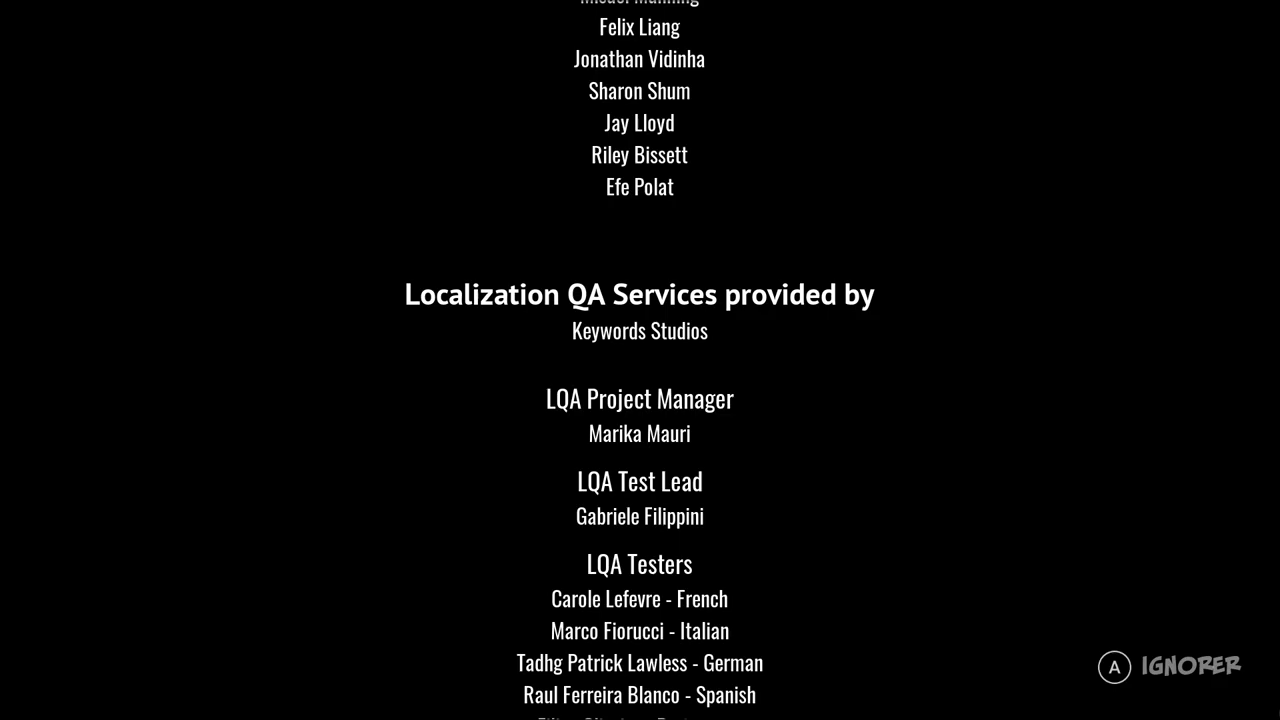 Felix Liang
Jonathan Vidinha
Sharon Shum
Jay Lloyd
Riley Bissett
Efe Polat
Localization QA Services provided by
Keywords Studios
LQA Project Manager
Marika Mauri
LQA Test Lead
Gabriele Filippini
LQA Testers
Carole Lefevre - French
Marco Fiorucci - Italian
Tadhg Patrick Lawless - German
Raul Ferreira Blanco - Spanish
A IGNORER